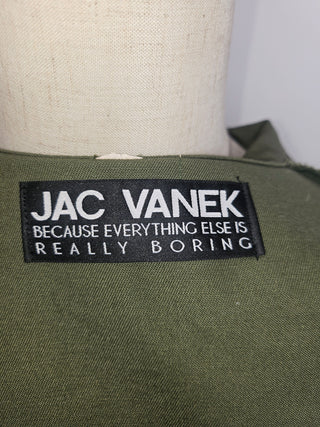 JAC VANEK
BECAUSE EVERYTHING ELSE IS
REALLY BORING